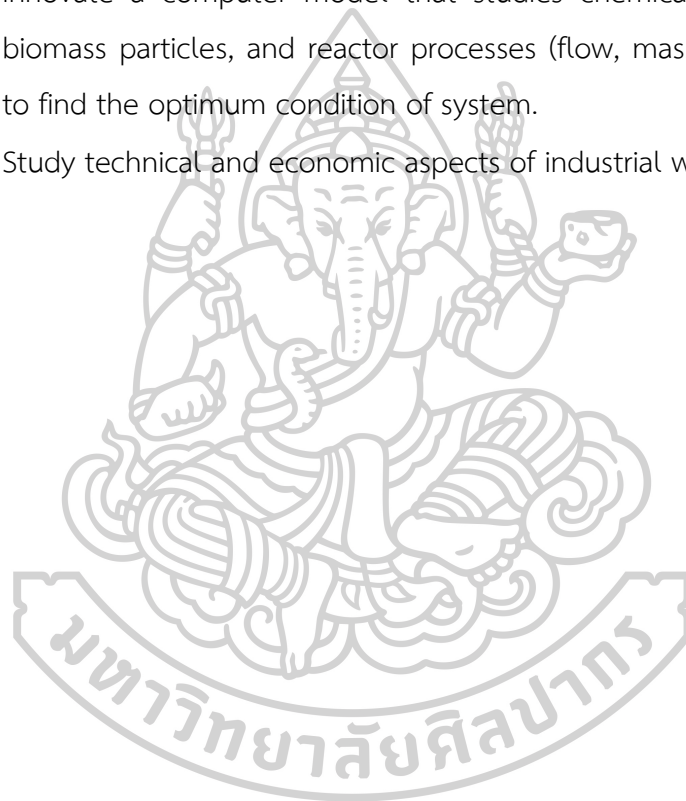 Innovate a computer model that studies chemical
biomass particles, and reactor processes (flow, mas
to find the optimum condition of system.
Study technical and economic aspects of industrial w
มหาวิทยาลัยศิลปากร